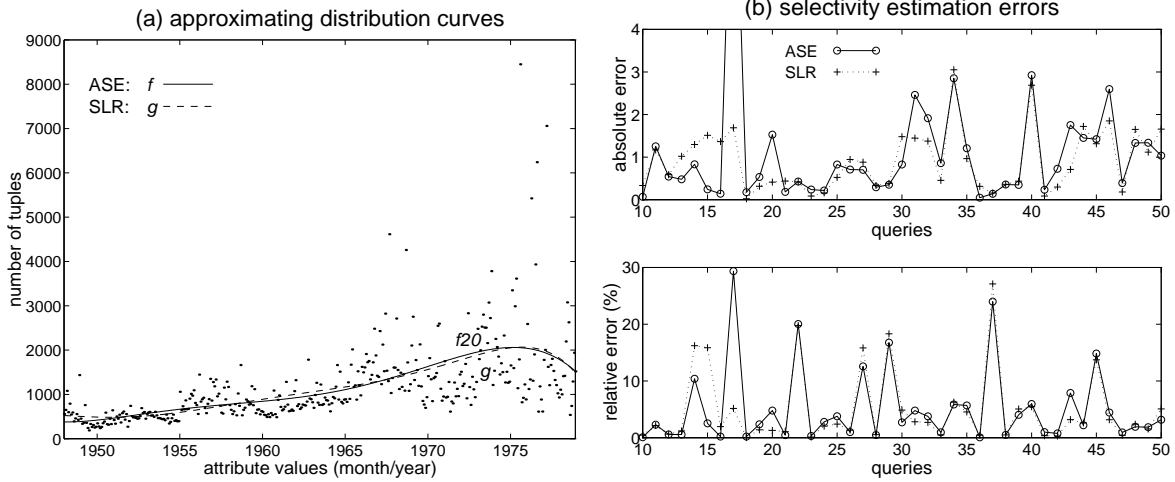 (a) approximating distribution curves
9000
8000
7000
6000
5000
4000
3000
2000
1000
0
number of tuples
ASE: f
SLR: g
f20
g
1950 1955 1960 1965 1970 1975
attribute values (month/year)
(b) selectivity estimation errors
4
3
2
1
0
absolute error
ASE
SLR
10 15 20 25 30 35 40 45 50
queries
30
20
10
0
relative error (%)
10 15 20 25 30 35 40 45 50
queries